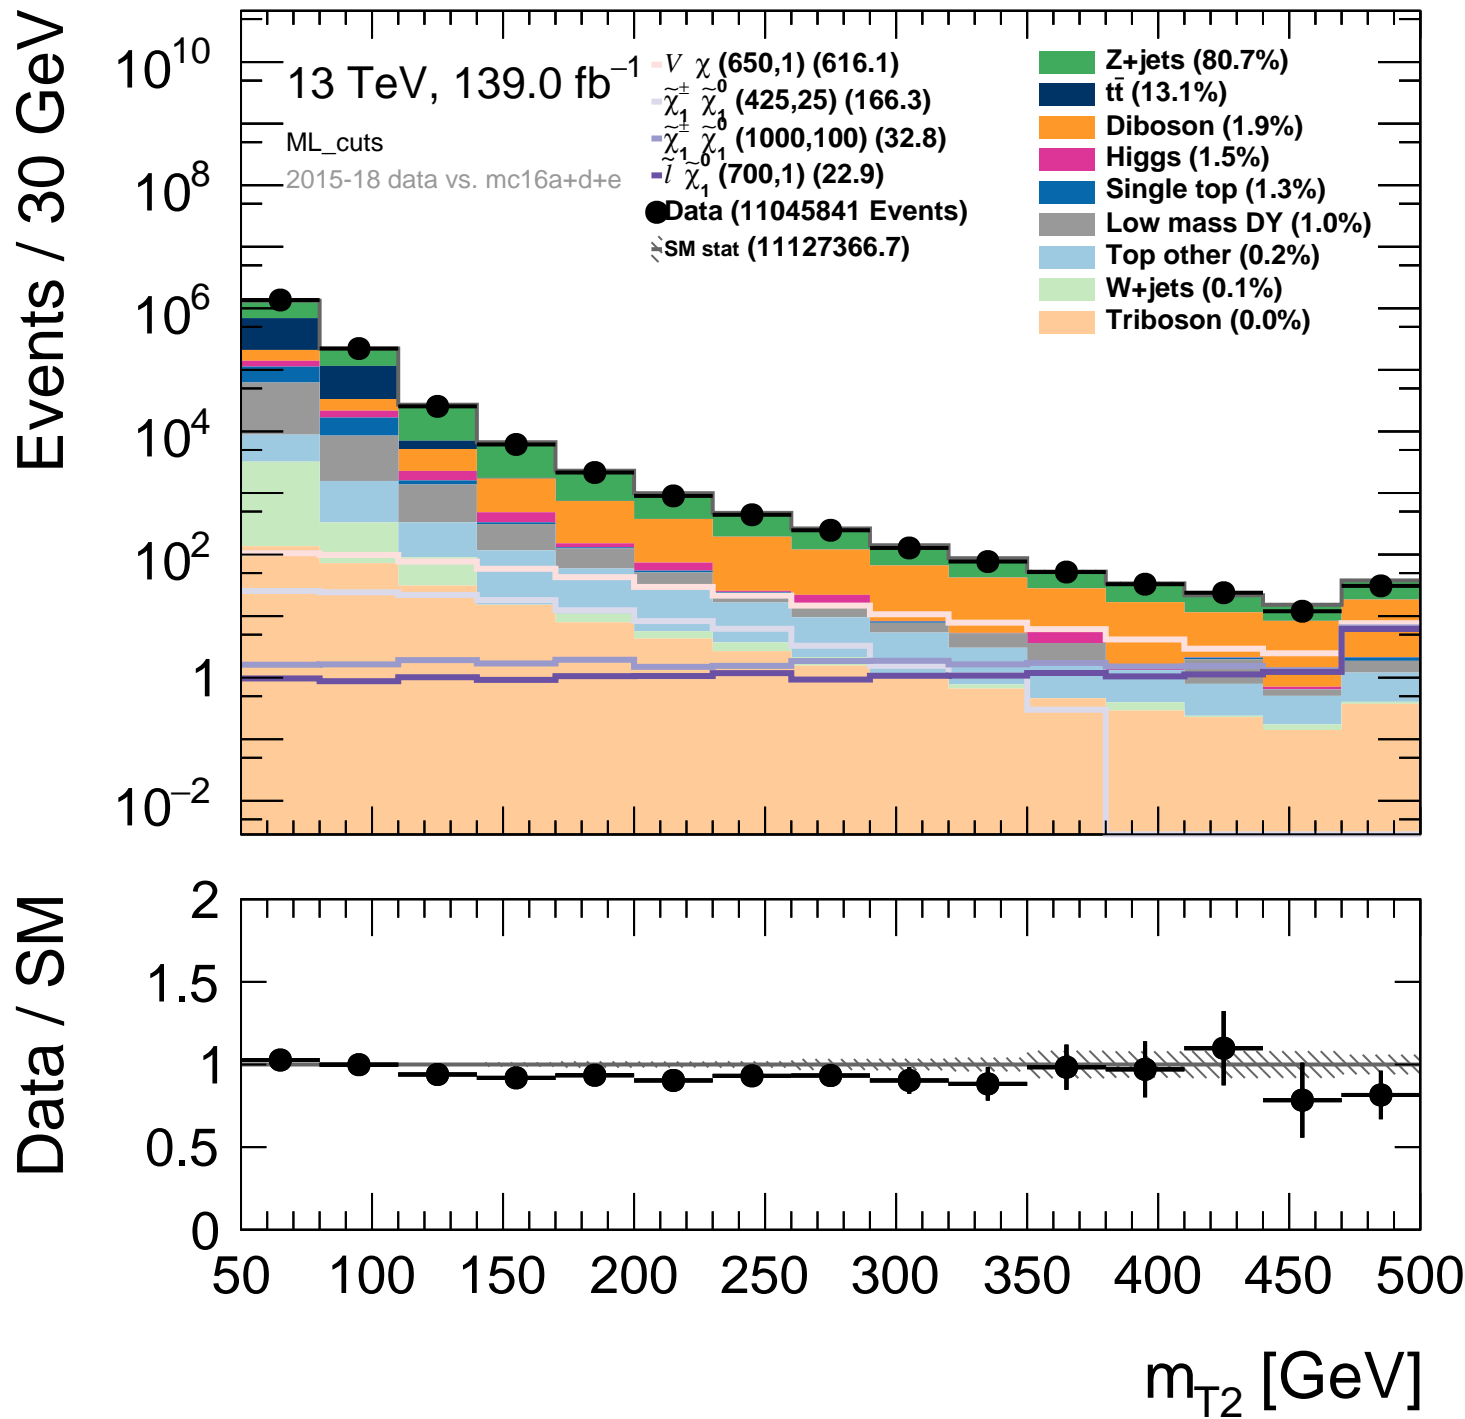 Events / 30 GeV
10^10
10^8
10^6
10^4
10^2
1
10^−2
13 TeV, 139.0 fb^−1
ML_cuts
2015-18 data vs. mc16a+d+e
V χ (650,1) (616.1)
χ̃₁^± χ̃₁^0 (425,25) (166.3)
χ̃₁^± χ̃₁^0 (1000,100) (32.8)
l̃ χ̃₁^0 (700,1) (22.9)
Data (11045841 Events)
SM stat (11127366.7)
Z+jets (80.7%)
tt̄ (13.1%)
Diboson (1.9%)
Higgs (1.5%)
Single top (1.3%)
Low mass DY (1.0%)
Top other (0.2%)
W+jets (0.1%)
Triboson (0.0%)
Data / SM
2
1.5
1
0.5
0
50 100 150 200 250 300 350 400 450 500
m_T2 [GeV]